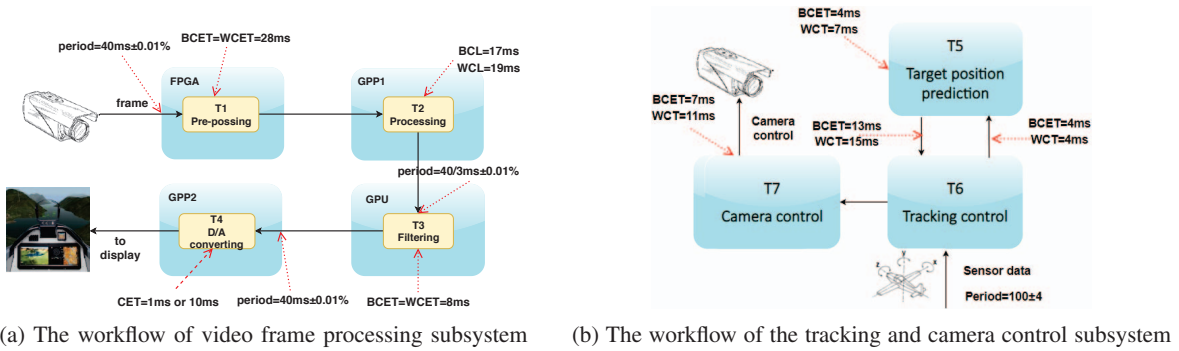 period=40ms±0.01%
BCET=WCET=28ms
BCL=17ms
WCL=19ms
FPGA
GPP1
frame
T1
Pre-possing
T2
Processing
period=40/3ms±0.01%
GPP2
GPU
T4
D/A
converting
T3
Filtering
to
display
CET=1ms or 10ms
period=40ms±0.01%
BCET=WCET=8ms
(a) The workflow of video frame processing subsystem
BCET=4ms
WCT=7ms
T5
Target position
prediction
BCET=7ms
WCT=11ms
Camera
control
BCET=13ms
WCT=15ms
BCET=4ms
WCT=4ms
T7
Camera control
T6
Tracking control
z
x
Sensor data
Period=100±4
(b) The workflow of the tracking and camera control subsystem